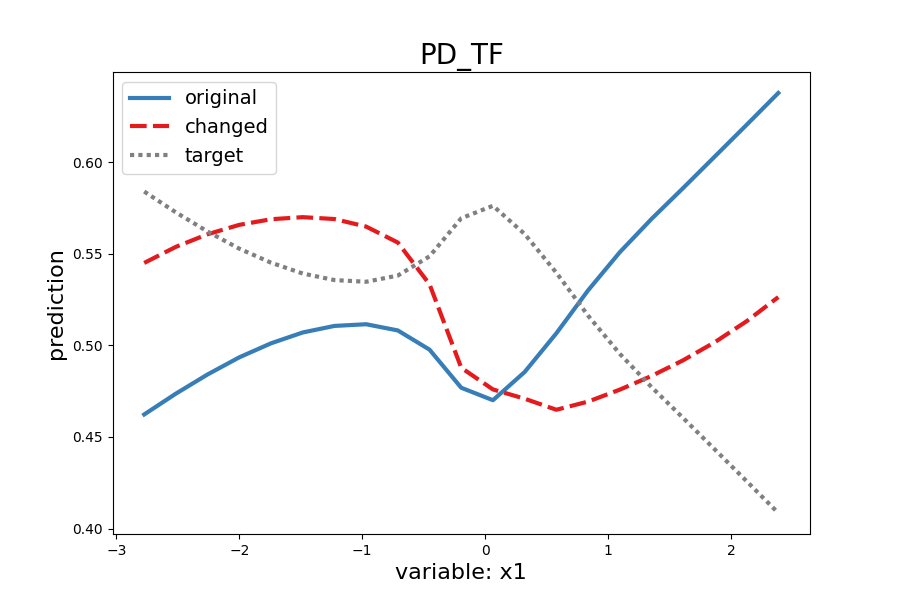 PD_TF
original
changed
target
prediction
0.60
0.55
0.50
0.45
0.40
−3
−2
−1
0
1
2
variable: x1